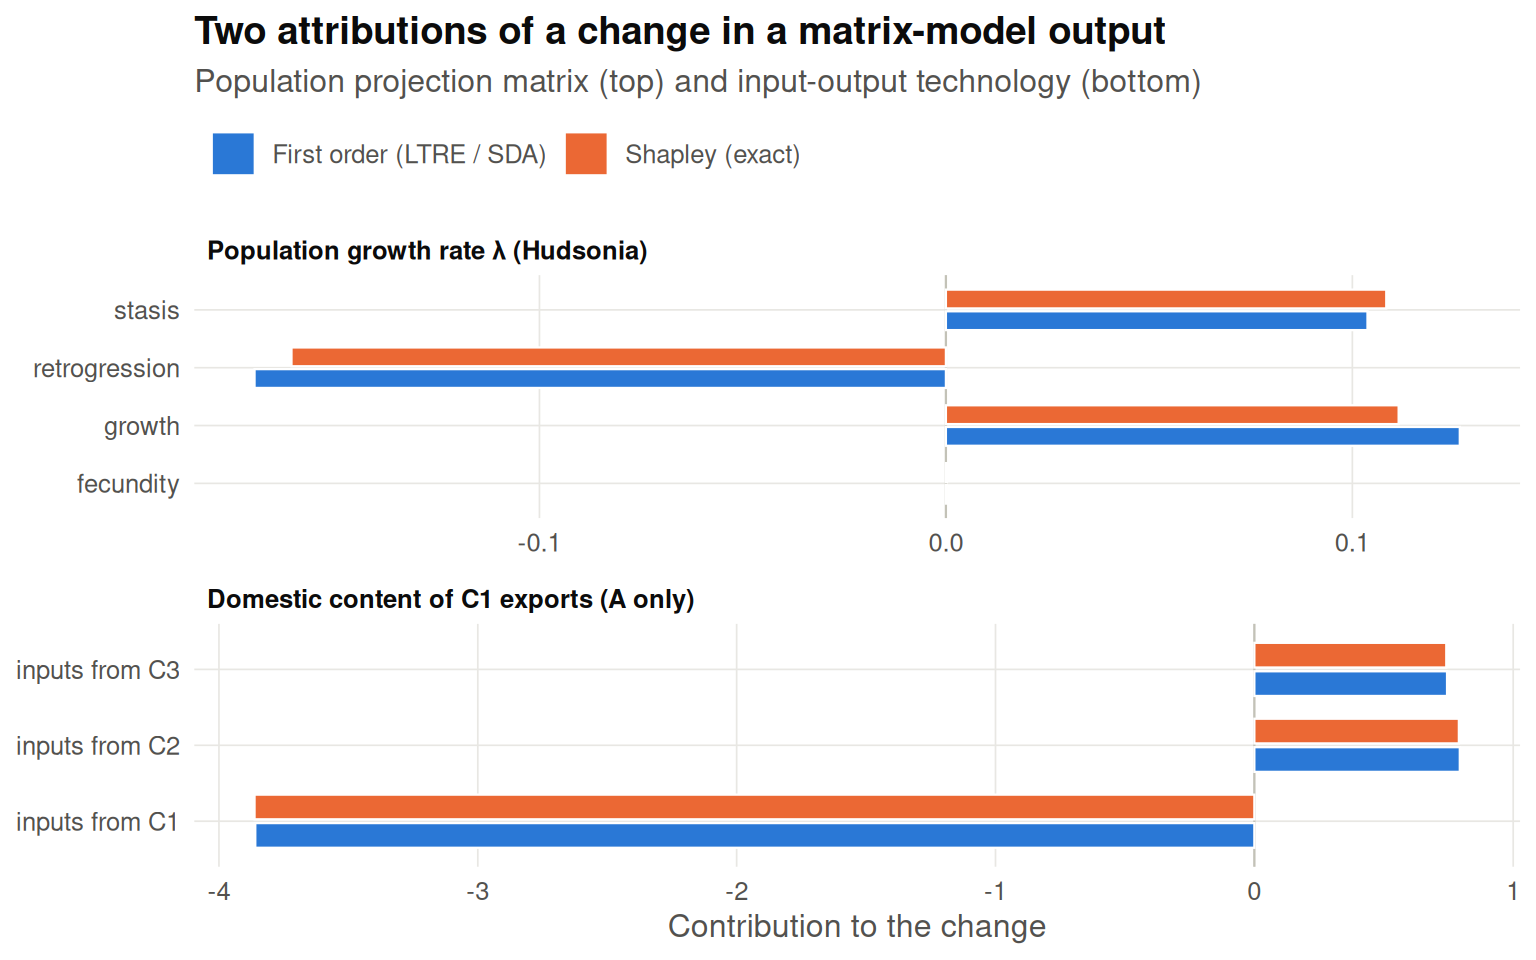 Two attributions of a change in a matrix-model output
Population projection matrix (top) and input-output technology (bottom)
First order (LTRE / SDA)
Shapley (exact)
Population growth rate λ (Hudsonia)
stasis
retrogression
growth
fecundity
-0.1
0.0
0.1
Domestic content of C1 exports (A only)
inputs from C3
inputs from C2
inputs from C1
-4
-3
-2
-1
0
1
Contribution to the change